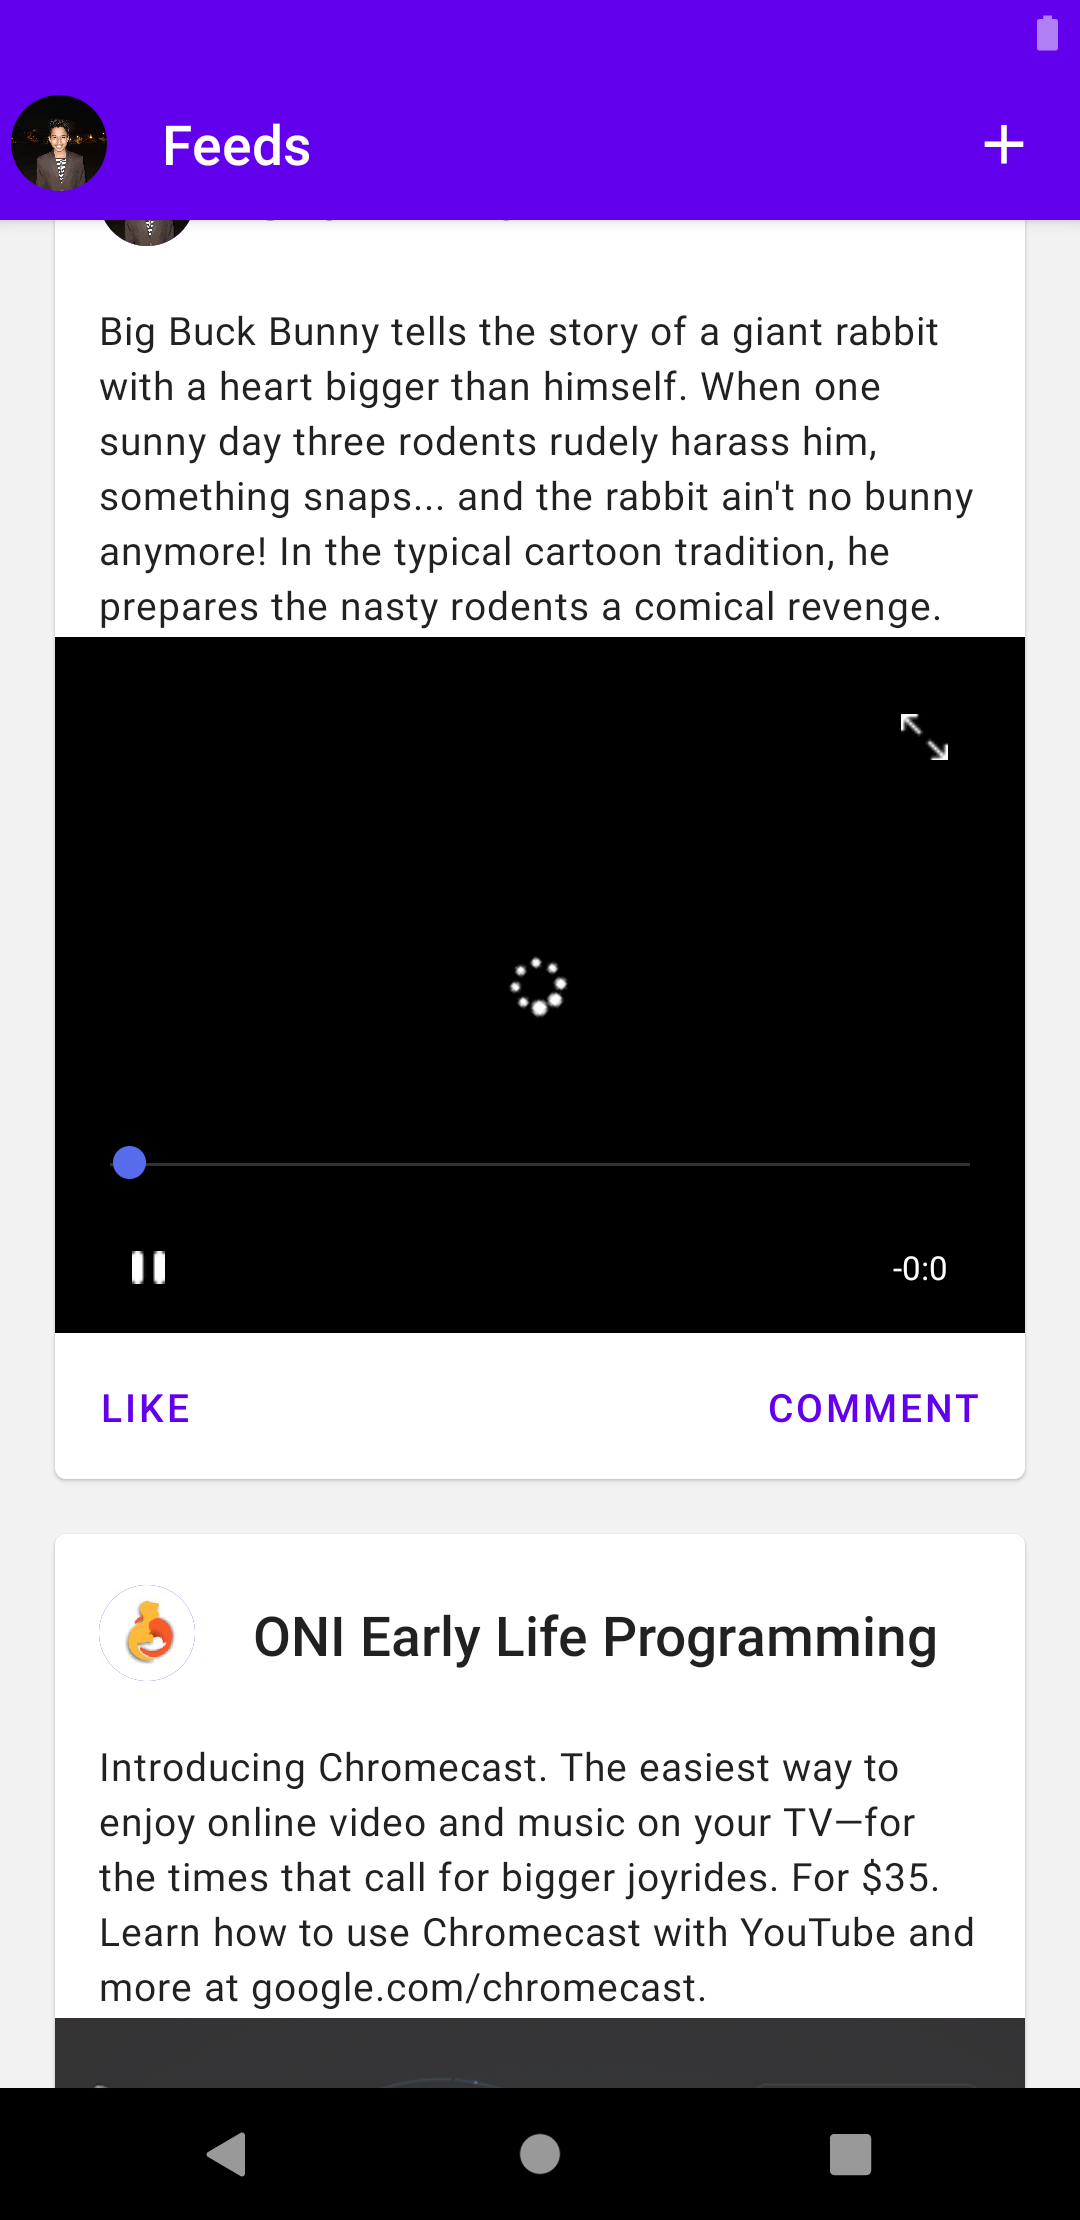 Feeds
Big Buck Bunny tells the story of a giant rabbit
with a heart bigger than himself. When one
sunny day three rodents rudely harass him,
something snaps... and the rabbit ain't no bunny
anymore! In the typical cartoon tradition, he
prepares the nasty rodents a comical revenge.
-0:0
LIKE COMMENT
ONI Early Life Programming
Introducing Chromecast. The easiest way to
enjoy online video and music on your TV—for
the times that call for bigger joyrides. For $35.
Learn how to use Chromecast with YouTube and
more at google.com/chromecast.